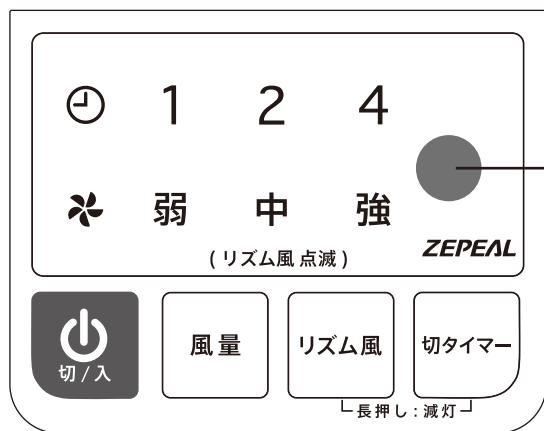 1 2 4
弱 中 強
(リズム風点滅)
ZEPEAL
切/入
風量
リズム風
切タイマー
長押し:減灯